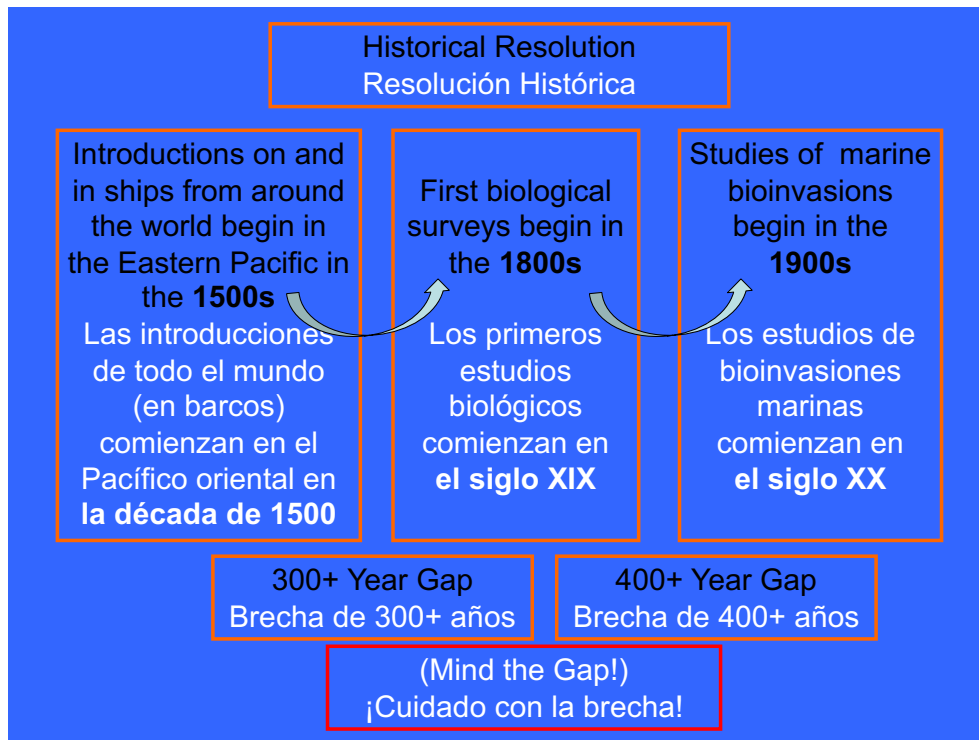 Historical Resolution
Resolución Histórica
Introductions on and
in ships from around
the world begin in
the Eastern Pacific in
the 1500s
Las introducciones
de todo el mundo
(en barcos)
comienzan en el
Pacífico oriental en
la década de 1500
First biological
surveys begin in
the 1800s
Los primeros
estudios
biológicos
comienzan en
el siglo XIX
Studies of marine
bioinvasions
begin in the
1900s
Los estudios de
bioinvasiones
marinas
comienzan en
el siglo XX
300+ Year Gap
Brecha de 300+ años
400+ Year Gap
Brecha de 400+ años
(Mind the Gap!)
¡Cuidado con la brecha!